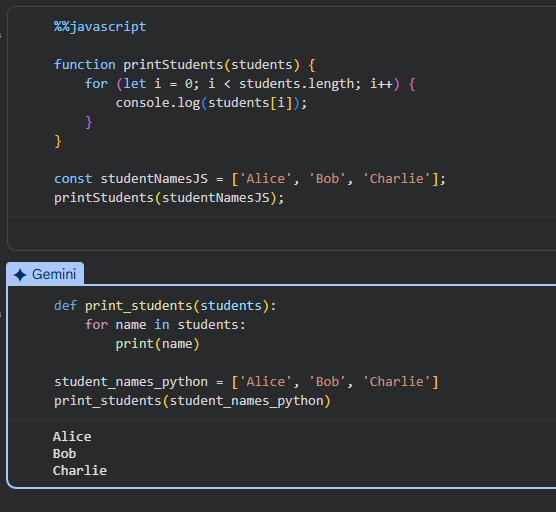 %%javascript
function printStudents(students) {
    for (let i = 0; i < students.length; i++) {
        console.log(students[i]);
    }
}
const studentNamesJS = ['Alice', 'Bob', 'Charlie'];
printStudents(studentNamesJS);
Gemini
def print_students(students):
    for name in students:
        print(name)
student_names_python = ['Alice', 'Bob', 'Charlie']
print_students(student_names_python)
Alice
Bob
Charlie